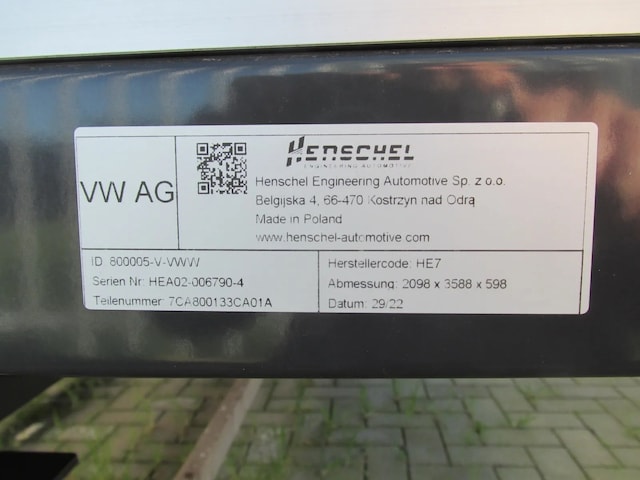 VW AG
HENSCHEL
ENGINEERING AUTOMOTIVE
Henschel Engineering Automotive Sp. z o.o.
Belgijska 4, 66-470 Kostrzyn nad Odrą
Made in Poland
www.henschel-automotive.com
ID: 800005-V-VWW
Serien Nr: HEA02-006790-4
Teilenummer: 7CA800133CA01A
Herstellercode: HE7
Abmessung: 2098 x 3588 x 598
Datum: 29/22